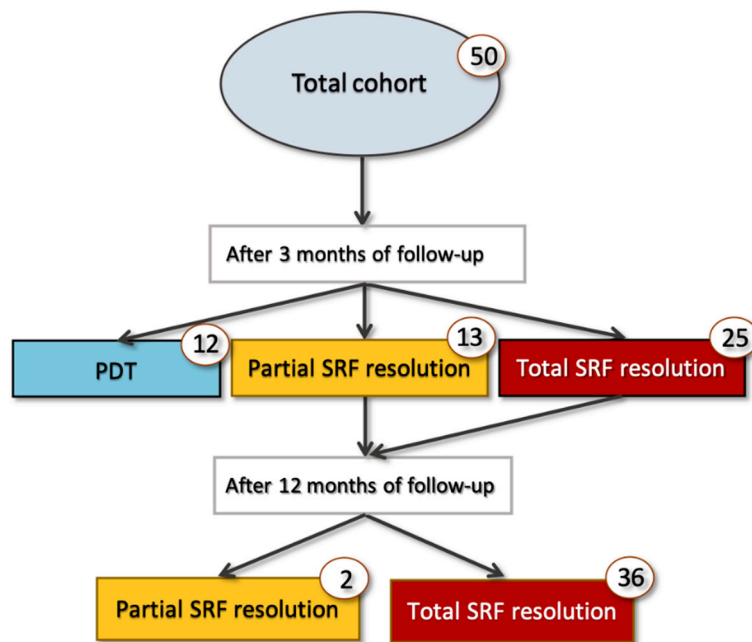 50
Total cohort
After 3 months of follow-up
12
13
25
PDT
Partial SRF resolution
Total SRF resolution
After 12 months of follow-up
2
36
Partial SRF resolution
Total SRF resolution